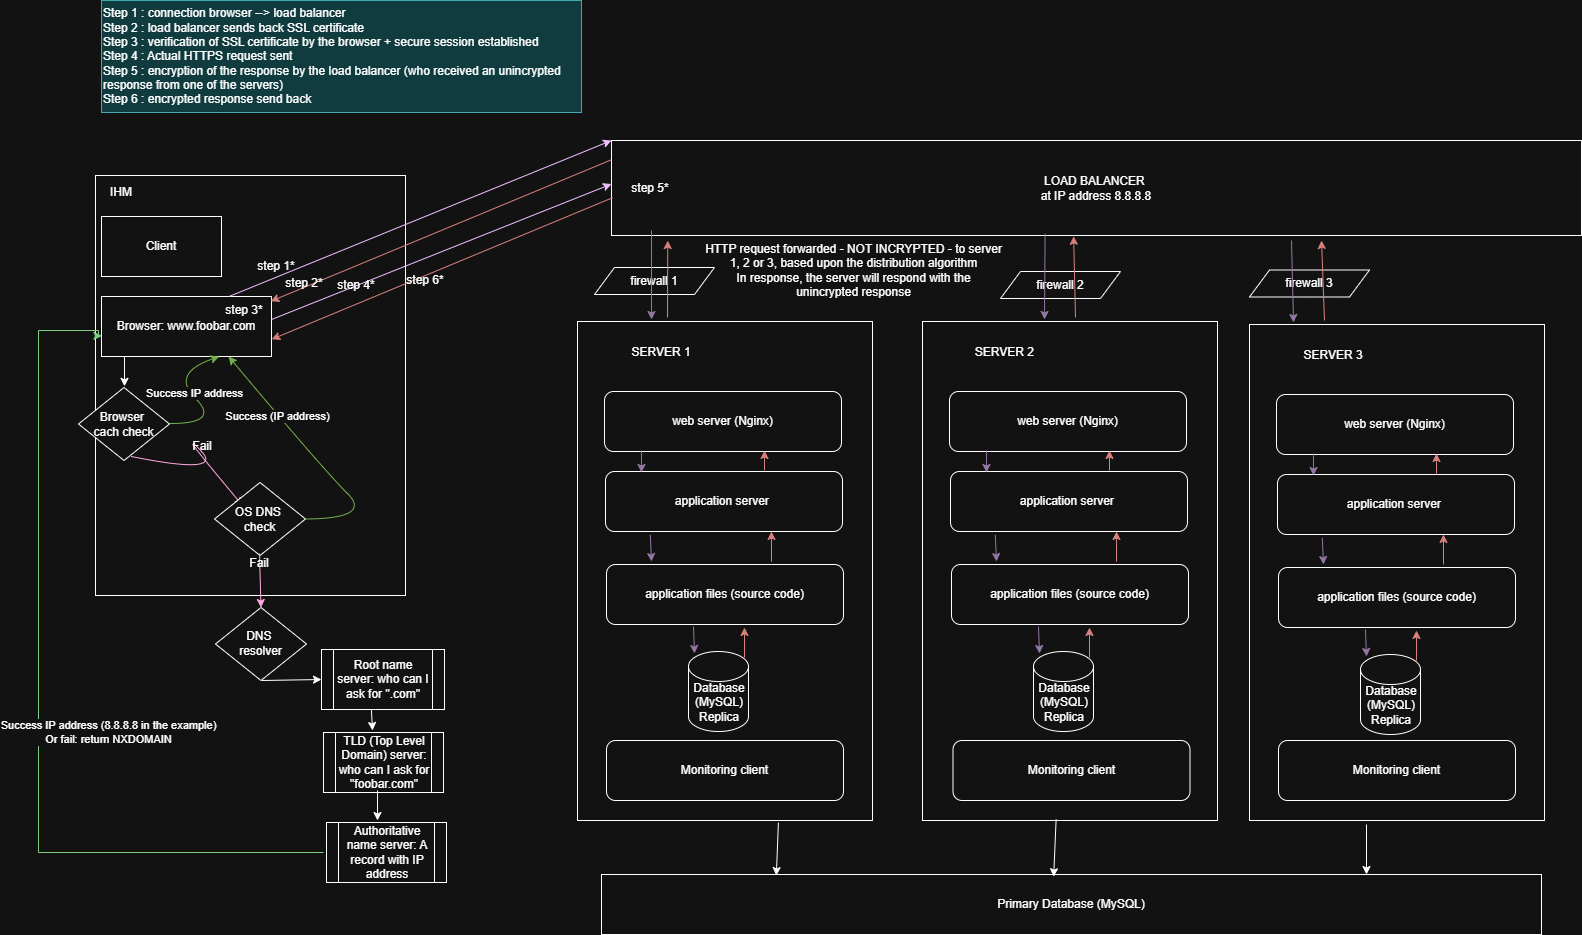 Step 1 : connection browser --> load balancer
Step 2 : load balancer sends back SSL certificate
Step 3 : verification of SSL certificate by the browser + secure session established
Step 4 : Actual HTTPS request sent
Step 5 : encryption of the response by the load balancer (who received an unincrypted
response from one of the servers)
Step 6 : encrypted response send back
LOAD BALANCER
at IP address 8.8.8.8
step 5*
IHM
Client
step 1*
step 2*
step 4*
step 6*
step 3*
Browser: www.foobar.com
Browser
cach check
Success IP address
Success (IP address)
Fail
OS DNS
check
Fail
DNS
resolver
Root name
server: who can I
ask for ".com"
TLD (Top Level
Domain) server:
who can I ask for
"foobar.com"
Authoritative
name server: A
record with IP
address
Success IP address (8.8.8.8 in the example)
Or fail: return NXDOMAIN
HTTP request forwarded - NOT INCRYPTED - to server
1, 2 or 3, based upon the distribution algorithm
In response, the server will respond with the
unincrypted response
firewall 1
firewall 2
firewall 3
SERVER 1
web server (Nginx)
application server
application files (source code)
Database
(MySQL)
Replica
Monitoring client
SERVER 2
web server (Nginx)
application server
application files (source code)
Database
(MySQL)
Replica
Monitoring client
SERVER 3
web server (Nginx)
application server
application files (source code)
Database
(MySQL)
Replica
Monitoring client
Primary Database (MySQL)